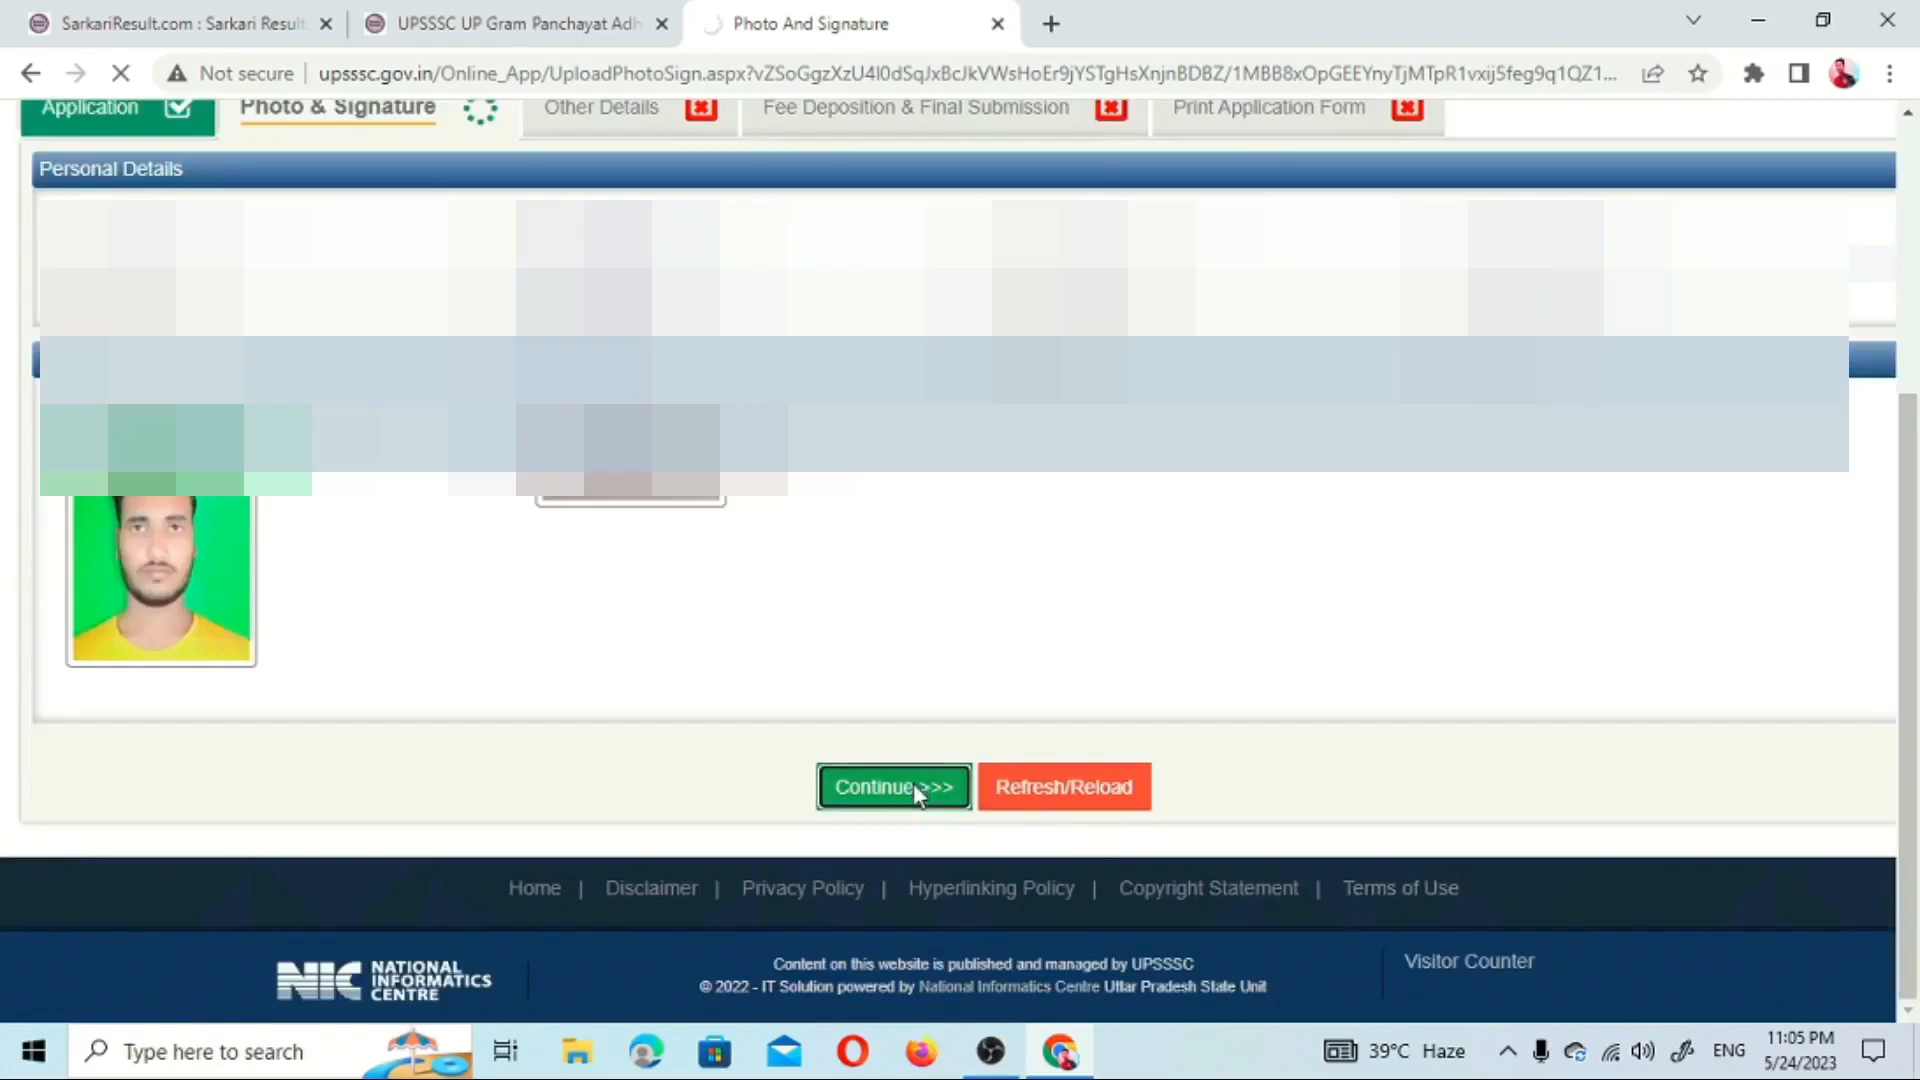 SarkariResult.com : Sarkari Result
UPSSSC UP Gram Panchayat Adh
Photo And Signature
Not secure
upsssc.gov.in/Online_App/UploadPhotoSign.aspx?vZSoGgzXzU4I0dSqJxBcJkVWsHoEr9jYSTgHsXnjnBDBZ/1MBB8xOpGEEYnyTjMTpR1vxij5feg9q1QZ1...
Application
Photo & Signature
Other Details
Fee Deposition & Final Submission
Print Application Form
Personal Details
Continue >>>
Refresh/Reload
Home | Disclaimer | Privacy Policy | Hyperlinking Policy | Copyright Statement | Terms of Use
NIC NATIONAL
INFORMATICS
CENTRE
Content on this website is published and managed by UPSSSC
© 2022 - IT Solution powered by National Informatics Centre Uttar Pradesh State Unit
Visitor Counter
Type here to search
39°C Haze
ENG
11:05 PM
5/24/2023